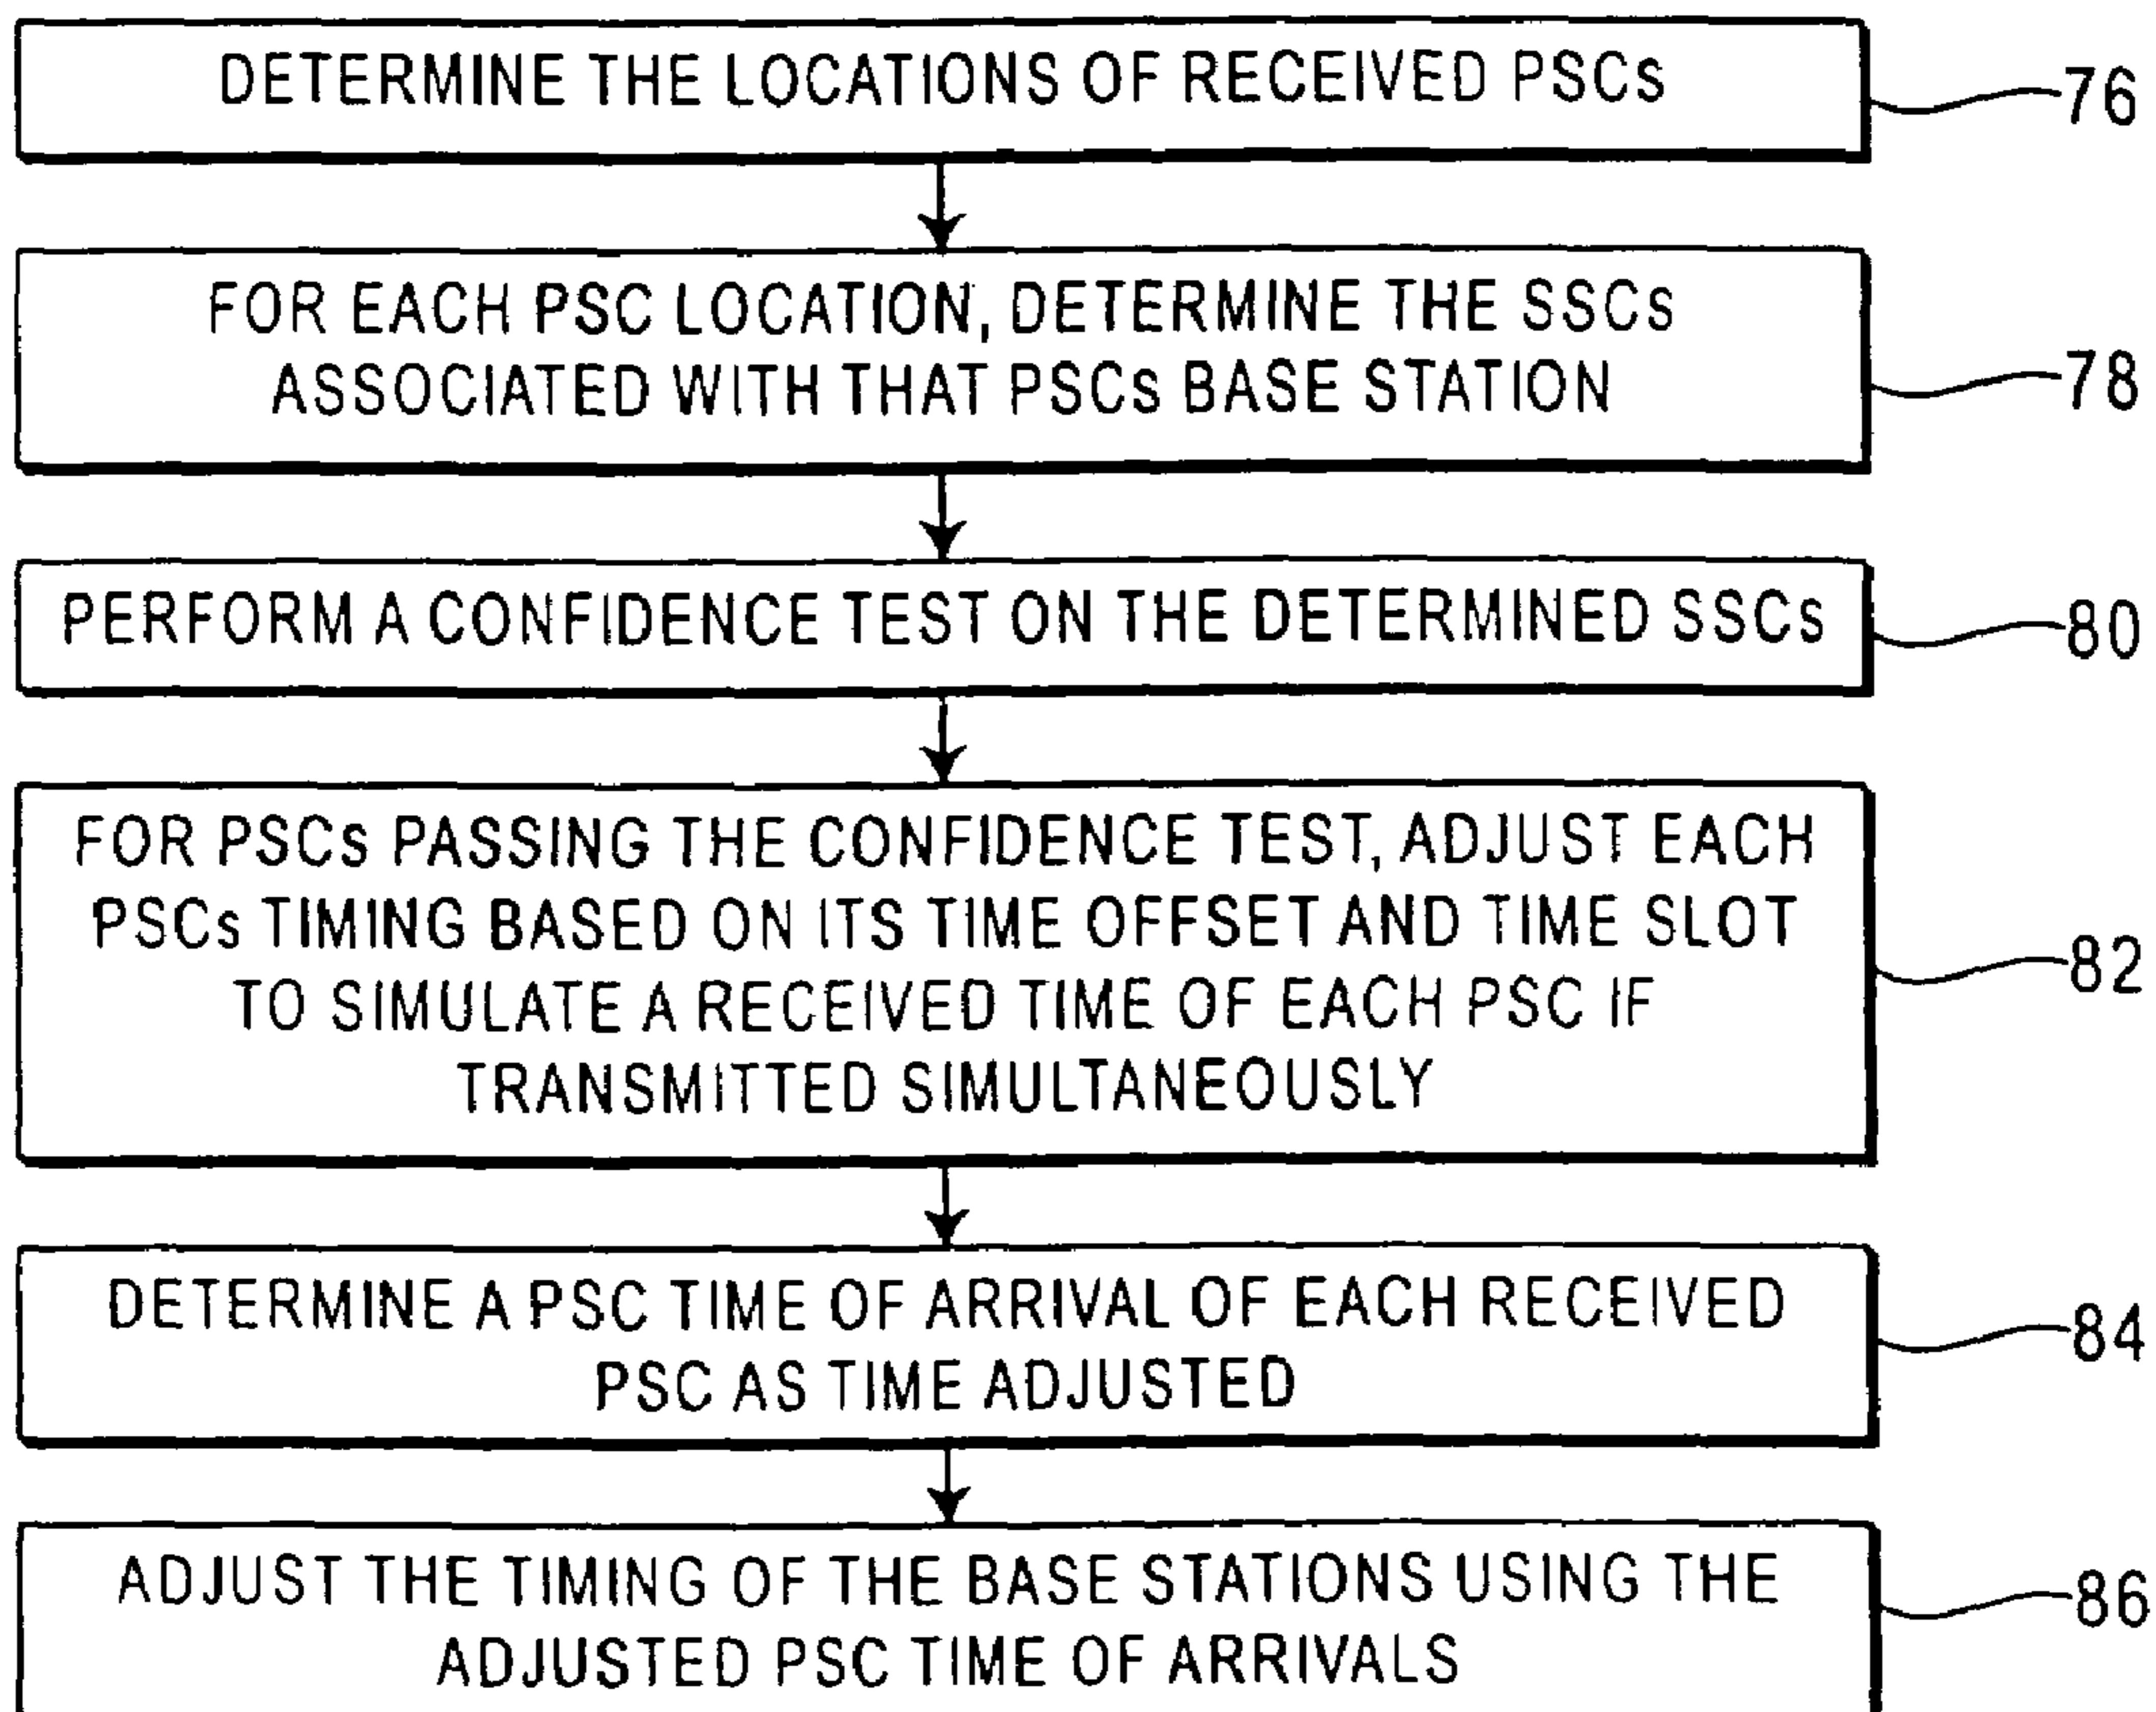 DETERMINE THE LOCATIONS OF RECEIVED PSCs
76
FOR EACH PSC LOCATION, DETERMINE THE SSCs
ASSOCIATED WITH THAT PSCs BASE STATION
78
PERFORM A CONFIDENCE TEST ON THE DETERMINED SSCs
80
FOR PSCs PASSING THE CONFIDENCE TEST, ADJUST EACH
PSCs TIMING BASED ON ITS TIME OFFSET AND TIME SLOT
TO SIMULATE A RECEIVED TIME OF EACH PSC IF
TRANSMITTED SIMULTANEOUSLY
82
DETERMINE A PSC TIME OF ARRIVAL OF EACH RECEIVED
PSC AS TIME ADJUSTED
84
ADJUST THE TIMING OF THE BASE STATIONS USING THE
ADJUSTED PSC TIME OF ARRIVALS
86